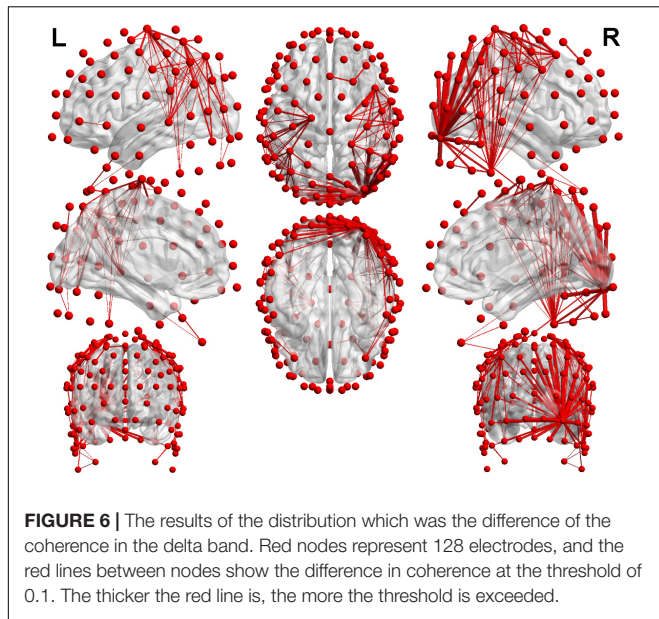 L R
FIGURE 6 | The results of the distribution which was the difference of the
coherence in the delta band. Red nodes represent 128 electrodes, and the
red lines between nodes show the difference in coherence at the threshold of
0.1. The thicker the red line is, the more the threshold is exceeded.